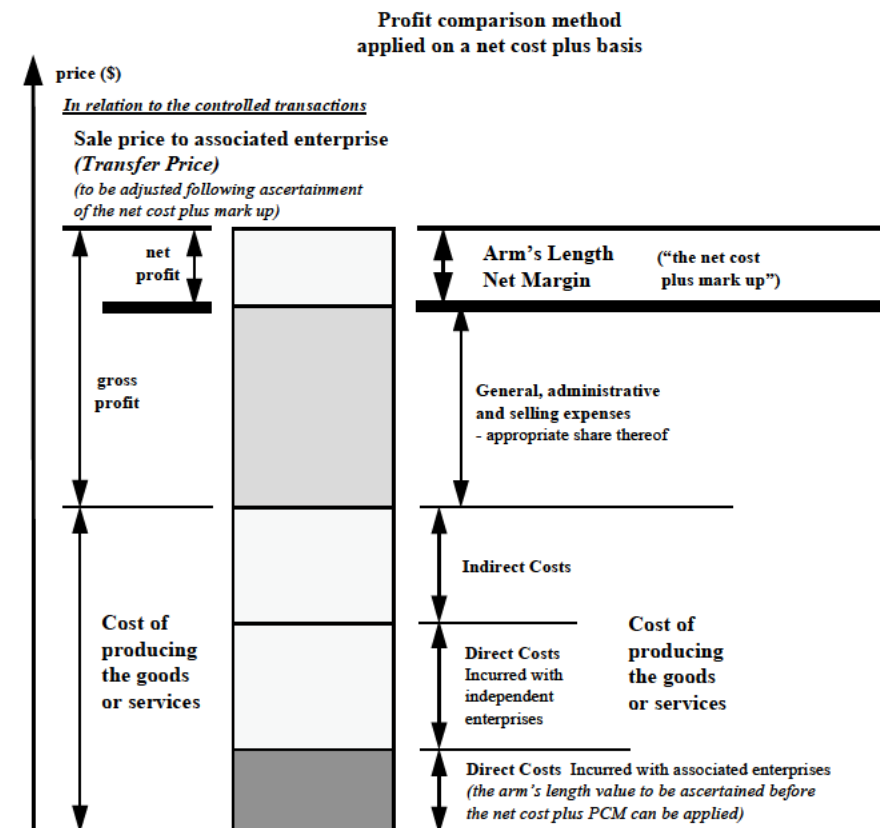 Profit comparison method
applied on a net cost plus basis
price ($)
In relation to the controlled transactions
Sale price to associated enterprise
(Transfer Price)
(to be adjusted following ascertainment
of the net cost plus mark up)
net
profit
Arm's Length
Net Margin
("the net cost
plus mark up")
gross
profit
General, administrative
and selling expenses
- appropriate share thereof
Indirect Costs
Cost of
producing
the goods
or services
Direct Costs
Incurred with
independent
enterprises
Cost of
producing
the goods
or services
Direct Costs Incurred with associated enterprises
(the arm's length value to be ascertained before
the net cost plus PCM can be applied)